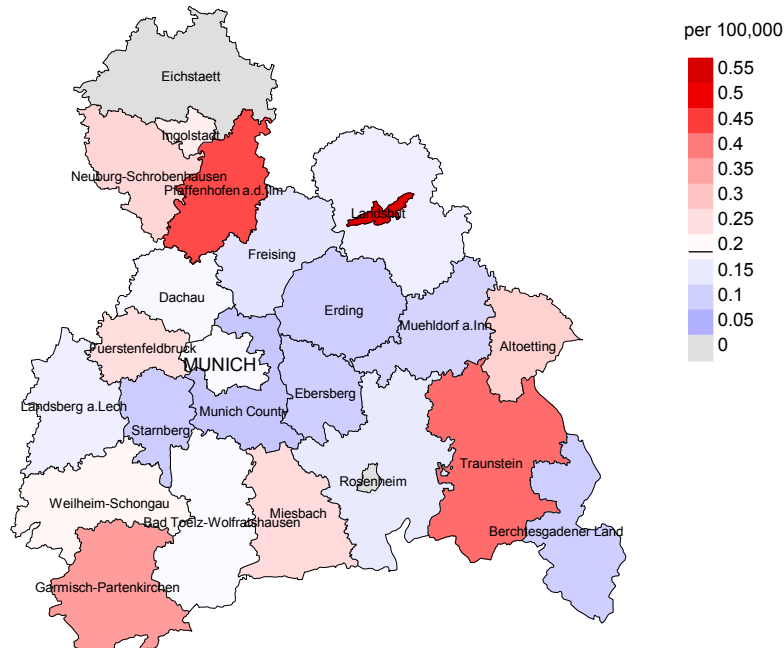 per 100,000
0.55
0.5
0.45
0.4
0.35
0.3
0.25
0.2
0.15
0.1
0.05
0
Eichstaett
Ingolstadt
Neuburg-Schrobenhausen
Pfaffenhofen a.d.Ilm
Landshut
Freising
Dachau
Erding
Muehldorf a.Inn
Altoetting
Fuerstenfeldbruck
MUNICH
Ebersberg
Landsberg a.Lech
Munich County
Starnberg
Traunstein
Rosenheim
Weilheim-Schongau
Miesbach
Bad Toelz-Wolfratshausen
Berchtesgadener Land
Garmisch-Partenkirchen